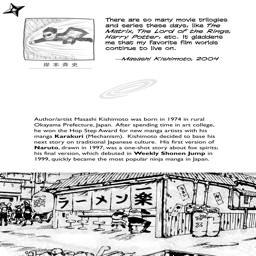 There are so many movie trilogies
and series these days, like The
Matrix, The Lord of the Rings,
Harry Potter, etc. It gladdens
me that my favorite film worlds
continue to live on.
—Masashi Kishimoto, 2004
岸本斉史
Author/artist Masashi Kishimoto was born in 1974 in rural
Okayama Prefecture, Japan. After spending time in art college,
he won the Hop Step Award for new manga artists with his
manga Karakuri (Mechanism). Kishimoto decided to base his
next story on traditional Japanese culture. His first version of
Naruto, drawn in 1997, was a one-shot story about fox spirits;
his final version, which debuted in Weekly Shonen Jump in
1999, quickly became the most popular ninja manga in Japan.
ラーメン 楽